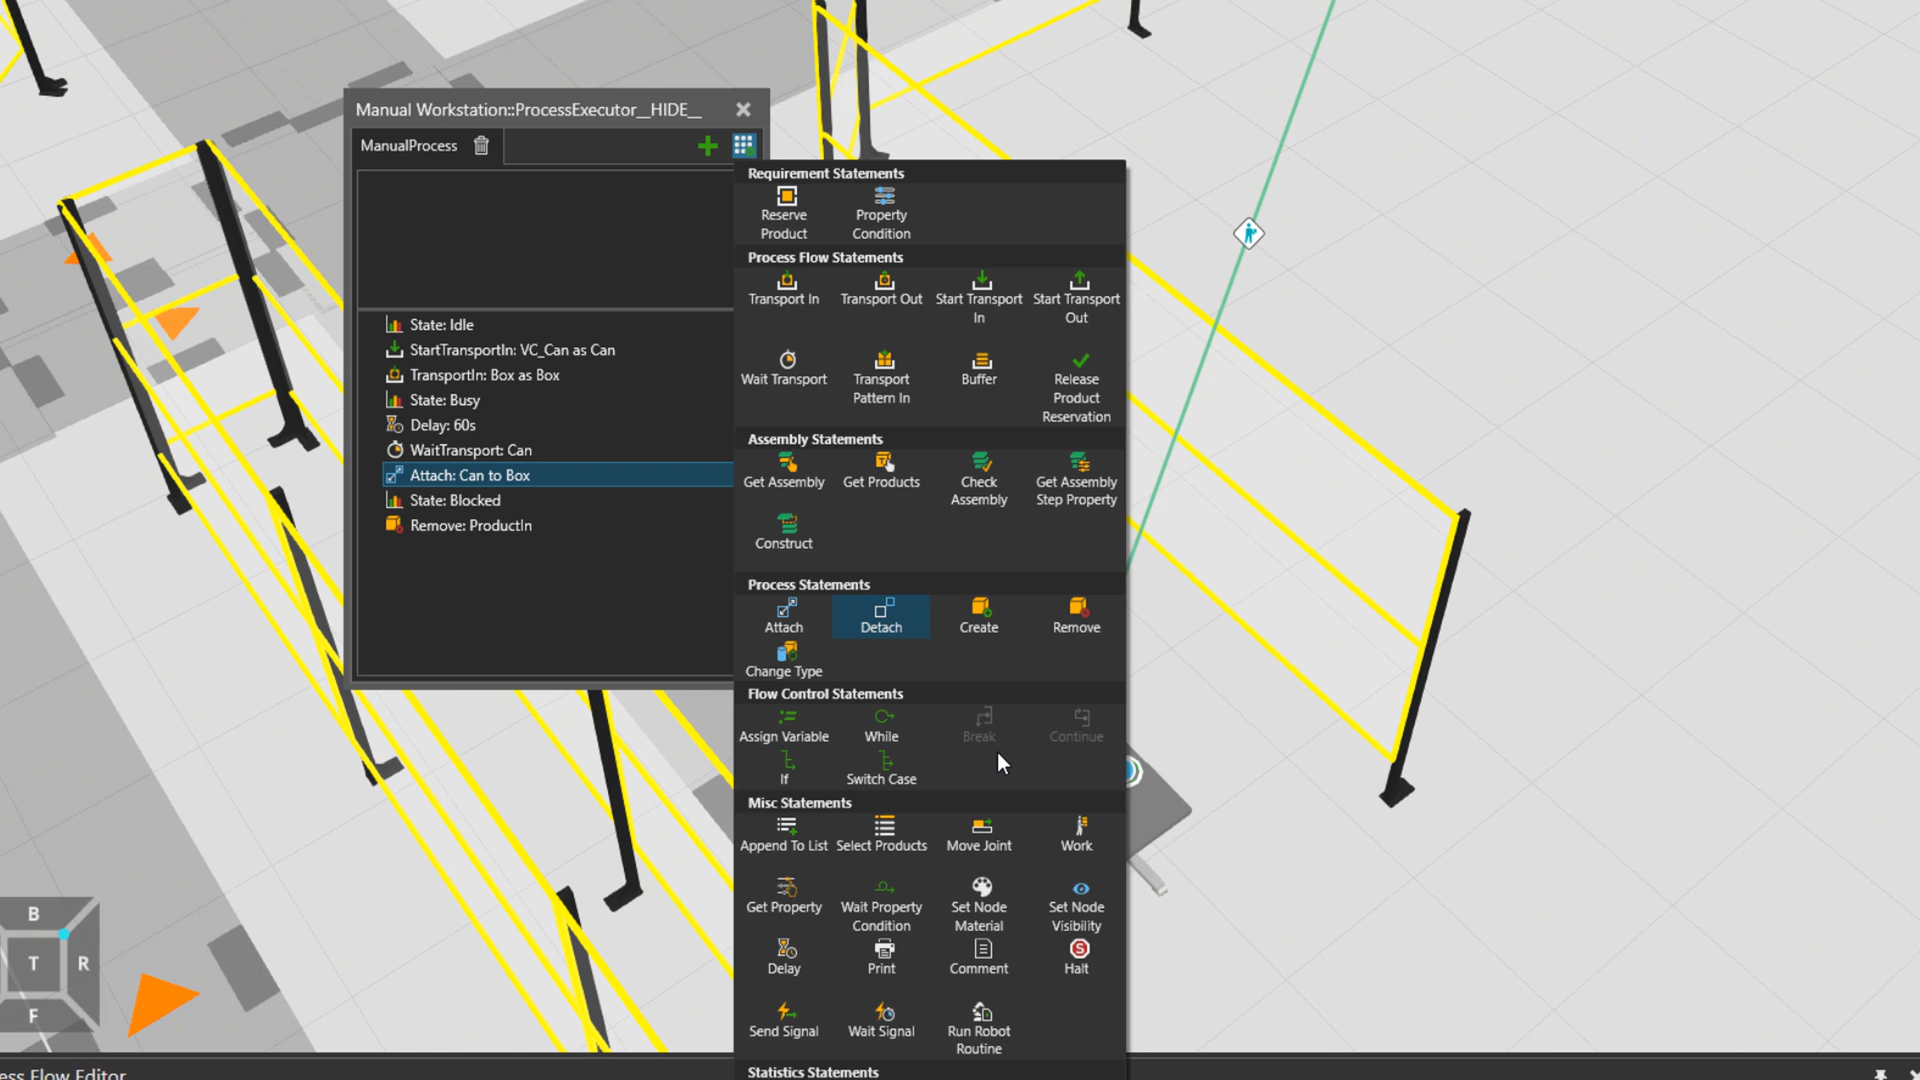 Manual Workstation::ProcessExecutor__HIDE__
ManualProcess
State: Idle
StartTransportIn: VC_Can as Can
TransportIn: Box as Box
State: Busy
Delay: 60s
WaitTransport: Can
Attach: Can to Box
State: Blocked
Remove: ProductIn
Requirement Statements
Reserve Product
Property Condition
Process Flow Statements
Transport In
Transport Out
Start Transport In
Start Transport Out
Wait Transport
Transport Pattern In
Buffer
Release Product Reservation
Assembly Statements
Get Assembly
Get Products
Check Assembly
Get Assembly Step Property
Construct
Process Statements
Attach
Detach
Create
Remove
Change Type
Flow Control Statements
Assign Variable
While
Break
Continue
If
Switch Case
Misc Statements
Append To List
Select Products
Move Joint
Work
Get Property
Wait Property Condition
Set Node Material
Set Node Visibility
Delay
Print
Comment
Halt
Send Signal
Wait Signal
Run Robot Routine
Statistics Statements
B
T
R
F
ess Flow Editor